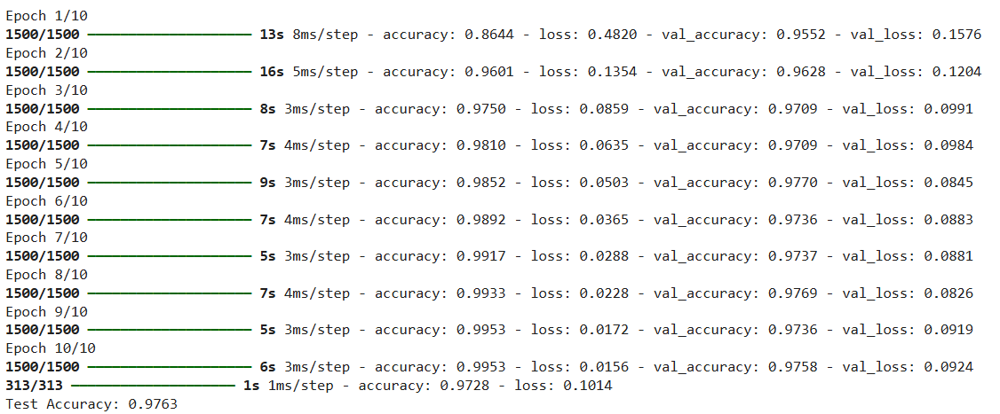 Epoch 1/10
1500/1500 ━━━━━━━━━━━━━━━━━━━━ 13s 8ms/step - accuracy: 0.8644 - loss: 0.4820 - val_accuracy: 0.9552 - val_loss: 0.1576
Epoch 2/10
1500/1500 ━━━━━━━━━━━━━━━━━━━━ 16s 5ms/step - accuracy: 0.9601 - loss: 0.1354 - val_accuracy: 0.9628 - val_loss: 0.1204
Epoch 3/10
1500/1500 ━━━━━━━━━━━━━━━━━━━━ 8s 3ms/step - accuracy: 0.9750 - loss: 0.0859 - val_accuracy: 0.9709 - val_loss: 0.0991
Epoch 4/10
1500/1500 ━━━━━━━━━━━━━━━━━━━━ 7s 4ms/step - accuracy: 0.9810 - loss: 0.0635 - val_accuracy: 0.9709 - val_loss: 0.0984
Epoch 5/10
1500/1500 ━━━━━━━━━━━━━━━━━━━━ 9s 3ms/step - accuracy: 0.9852 - loss: 0.0503 - val_accuracy: 0.9770 - val_loss: 0.0845
Epoch 6/10
1500/1500 ━━━━━━━━━━━━━━━━━━━━ 7s 4ms/step - accuracy: 0.9892 - loss: 0.0365 - val_accuracy: 0.9736 - val_loss: 0.0883
Epoch 7/10
1500/1500 ━━━━━━━━━━━━━━━━━━━━ 5s 3ms/step - accuracy: 0.9917 - loss: 0.0288 - val_accuracy: 0.9737 - val_loss: 0.0881
Epoch 8/10
1500/1500 ━━━━━━━━━━━━━━━━━━━━ 7s 4ms/step - accuracy: 0.9933 - loss: 0.0228 - val_accuracy: 0.9769 - val_loss: 0.0826
Epoch 9/10
1500/1500 ━━━━━━━━━━━━━━━━━━━━ 5s 3ms/step - accuracy: 0.9953 - loss: 0.0172 - val_accuracy: 0.9736 - val_loss: 0.0919
Epoch 10/10
1500/1500 ━━━━━━━━━━━━━━━━━━━━ 6s 3ms/step - accuracy: 0.9953 - loss: 0.0156 - val_accuracy: 0.9758 - val_loss: 0.0924
313/313 ━━━━━━━━━━━━━━━━━━━━ 1s 1ms/step - accuracy: 0.9728 - loss: 0.1014
Test Accuracy: 0.9763